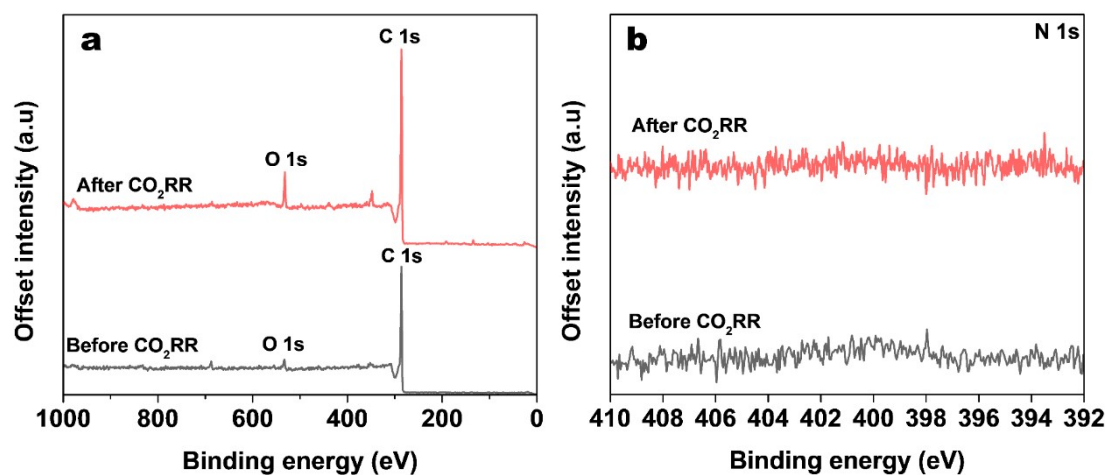 a
C 1s
O 1s
After CO₂RR
C 1s
Before CO₂RR
O 1s
Offset intensity (a.u)
1000 800 600 400 200 0
Binding energy (eV)
b
N 1s
After CO₂RR
Before CO₂RR
Offset intensity (a.u)
410 408 406 404 402 400 398 396 394 392
Binding energy (eV)